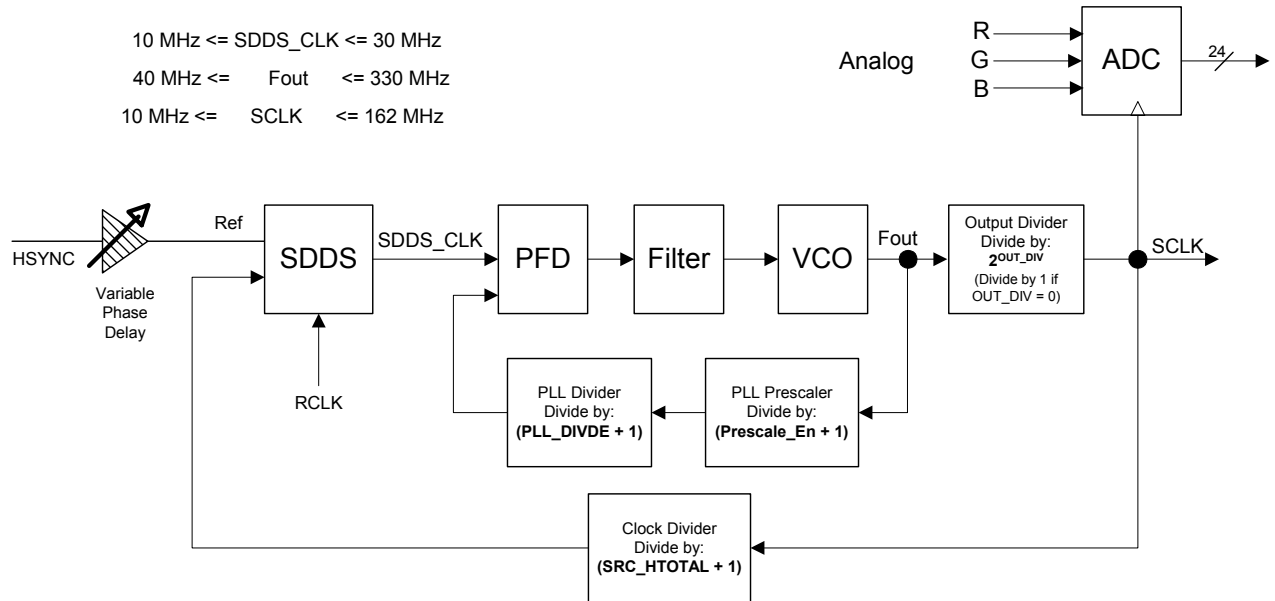 10 MHz <= SDDS_CLK <= 30 MHz
40 MHz <= Fout <= 330 MHz
10 MHz <= SCLK <= 162 MHz
Analog
R
G
B
ADC
24
HSYNC
Variable
Phase
Delay
Ref
SDDS
RCLK
SDDS_CLK
PFD
Filter
VCO
Fout
Output Divider
Divide by:
2^OUT_DIV
(Divide by 1 if
OUT_DIV = 0)
SCLK
PLL Divider
Divide by:
(PLL_DIVDE + 1)
PLL Prescaler
Divide by:
(Prescale_En + 1)
Clock Divider
Divide by:
(SRC_HTOTAL + 1)